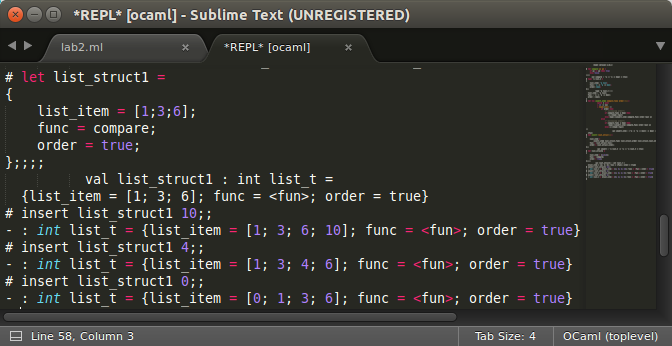 *REPL* [ocaml] - Sublime Text (UNREGISTERED)
lab2.ml
*REPL* [ocaml]
# let list_struct1 =
{
    list_item = [1;3;6];
    func = compare;
    order = true;
};;;;
          val list_struct1 : int list_t =
  {list_item = [1; 3; 6]; func = <fun>; order = true}
# insert list_struct1 10;;
- : int list_t = {list_item = [1; 3; 6; 10]; func = <fun>; order = true}
# insert list_struct1 4;;
- : int list_t = {list_item = [1; 3; 4; 6]; func = <fun>; order = true}
# insert list_struct1 0;;
- : int list_t = {list_item = [0; 1; 3; 6]; func = <fun>; order = true}
Line 58, Column 3
Tab Size: 4
OCaml (toplevel)